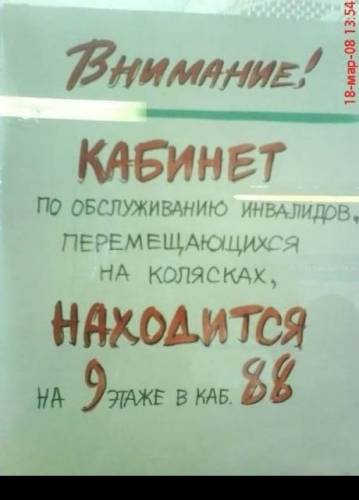 Внимание!
КАБИНЕТ
ПО ОБСЛУЖИВАНИЮ ИНВАЛИДОВ,
ПЕРЕМЕЩАЮЩИХСЯ
НА КОЛЯСКАХ,
НАХОДИТСЯ
НА 9 ЭТАЖЕ В КАБ. 88
18-мар-08 13:54